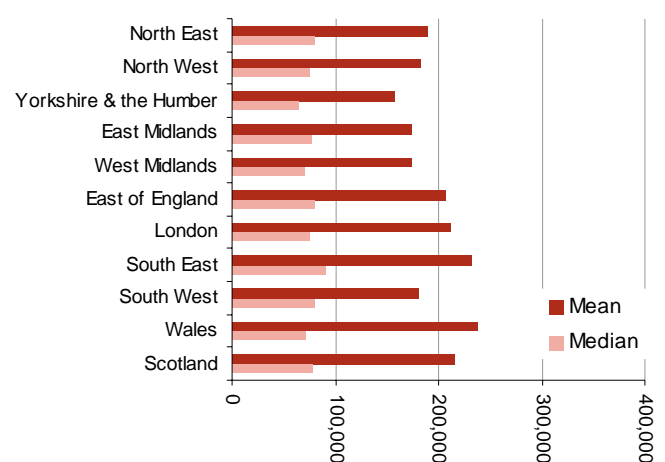 North East
North West
Yorkshire & the Humber
East Midlands
West Midlands
East of England
London
South East
South West
Wales
Scotland
Mean
Median
0
100,000
200,000
300,000
400,000